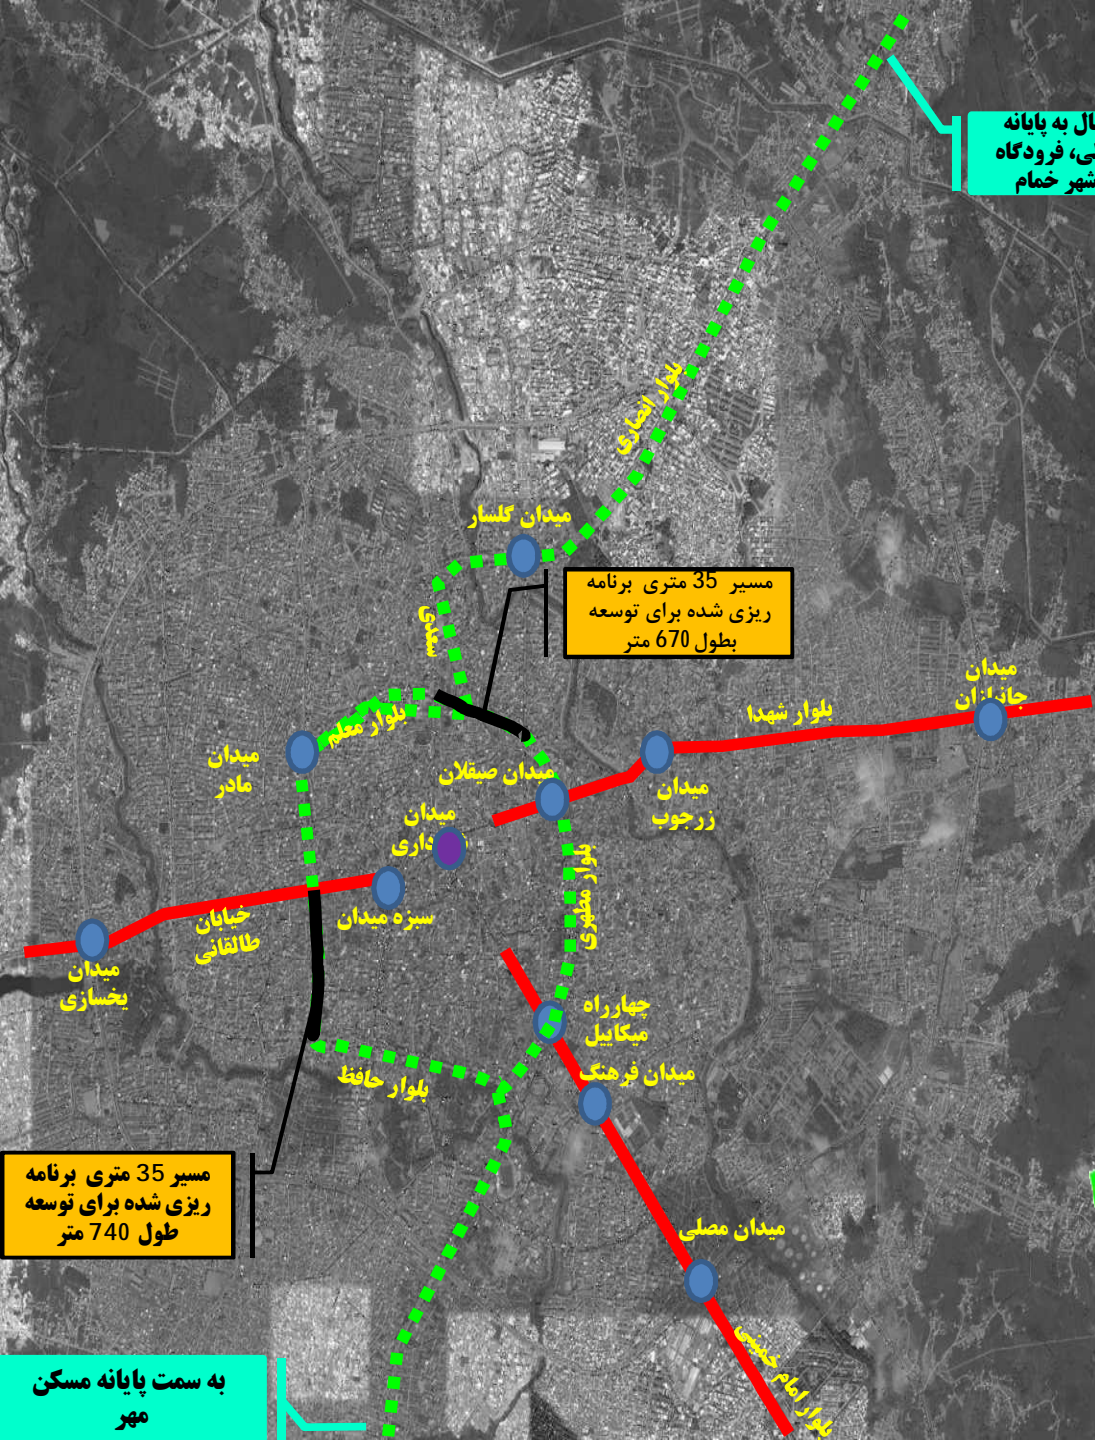 ال به پایانه
لی، فرودگاه
شهر خمام
بلوار انصاری
میدان گلسار
مسیر 35 متری برنامه
ریزی شده برای توسعه
بطول 670 متر
سعدی
میدان
جانبازان
بلوار شهدا
بلوار معلم
میدان
مادر
میدان صیقلان
میدان
زرجوب
میدان
داری
بلوار مطهری
سبزه میدان
خیابان
طالقانی
میدان
یخسازی
چهارراه
میکاییل
میدان فرهنگ
بلوار حافظ
مسیر 35 متری برنامه
ریزی شده برای توسعه
طول 740 متر
میدان مصلی
بلوار امام خمینی
به سمت پایانه مسکن
مهر